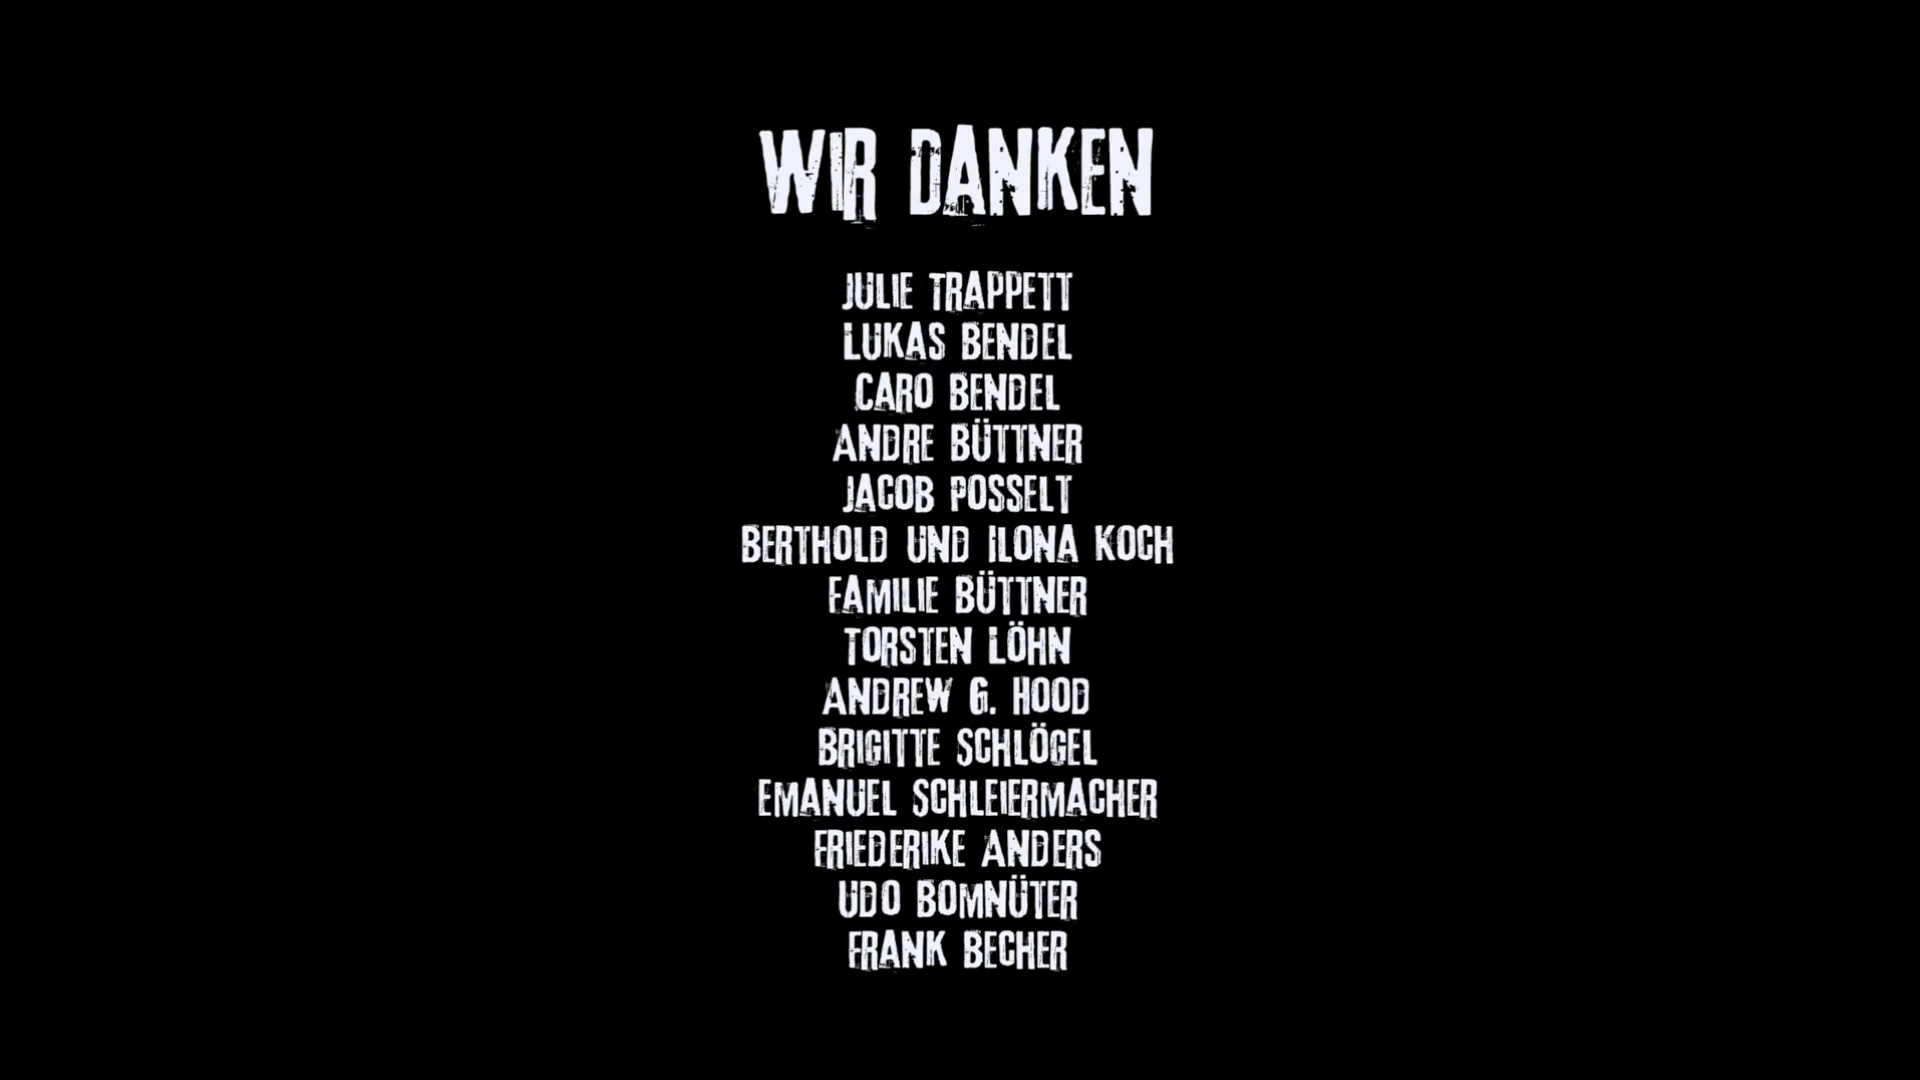 WIR DANKEN
JULIE TRAPPETT
LUKAS BENDEL
CARO BENDEL
ANDRE BÜTTNER
JACOB POSSELT
BERTHOLD UND ILONA KOCH
FAMILIE BÜTTNER
TORSTEN LÖHN
ANDREW G. HOOD
BRIGITTE SCHLÖGEL
EMANUEL SCHLEIERMACHER
FRIEDERIKE ANDERS
UDO BOMNÜTER
FRANK BECHER